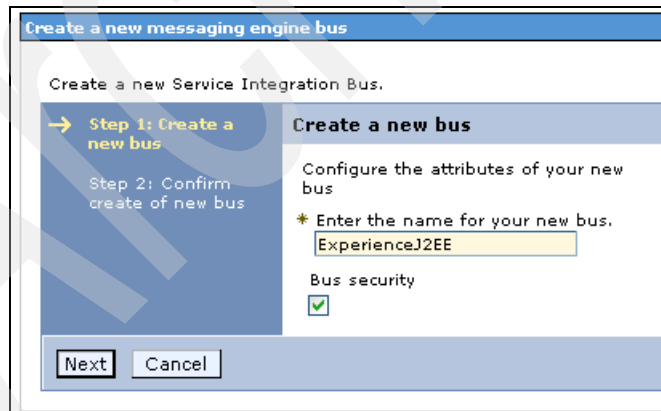 Create a new messaging engine bus
Create a new Service Integration Bus.
Step 1: Create a
new bus
Step 2: Confirm
create of new bus
Create a new bus
Configure the attributes of your new
bus
* Enter the name for your new bus.
ExperienceJ2EE
Bus security
Next Cancel